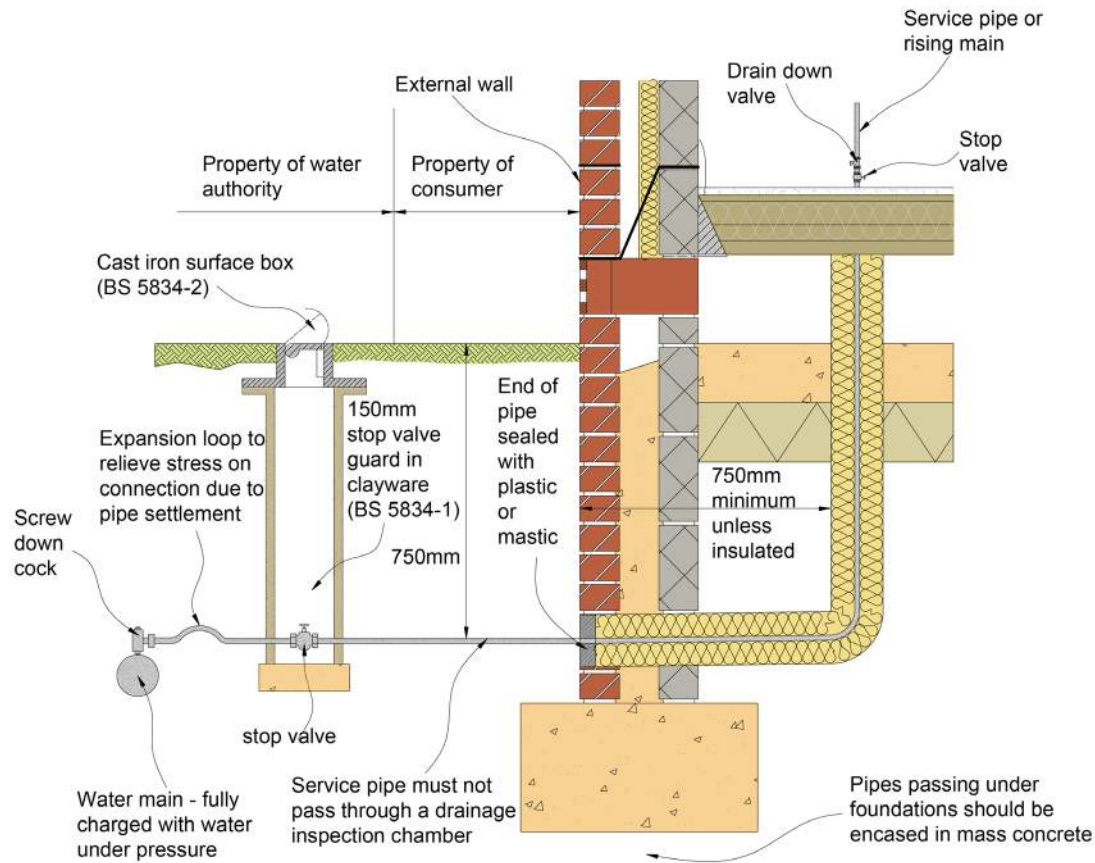 Service pipe or
rising main
Drain down
valve
External wall
Stop
valve
Property of water
authority
Property of
consumer
Cast iron surface box
(BS 5834-2)
150mm
stop valve
guard in
clayware
(BS 5834-1)
End of
pipe
sealed
with
plastic
or
mastic
Expansion loop to
relieve stress on
connection due to
pipe settlement
750mm
minimum
unless
insulated
Screw
down
cock
750mm
stop valve
Water main - fully
charged with water
under pressure
Service pipe must not
pass through a drainage
inspection chamber
Pipes passing under
foundations should be
encased in mass concrete